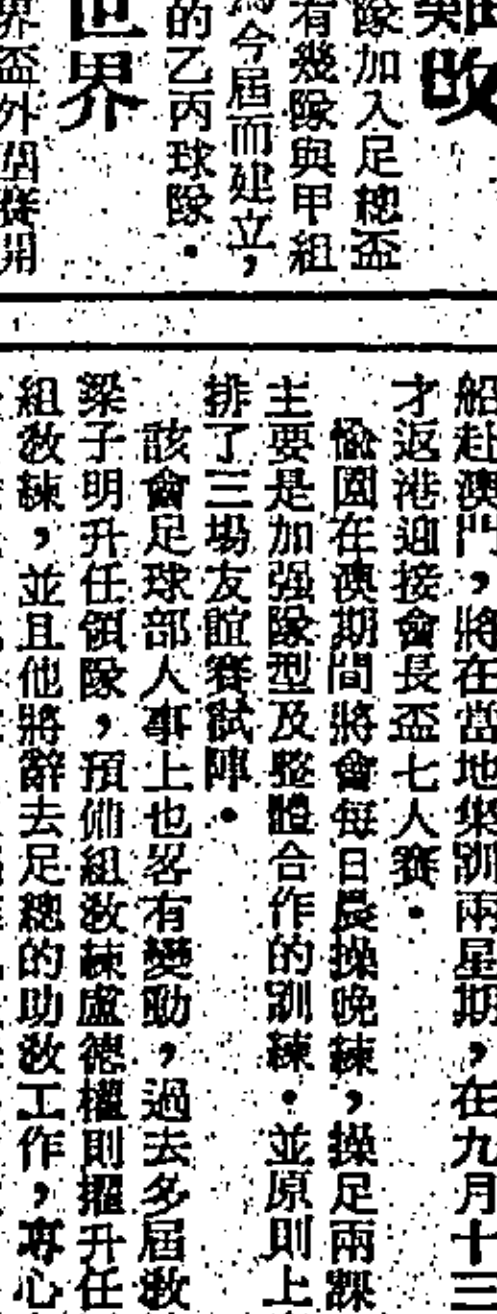 難敗
隊加入足總盃
有幾隊與甲組
為今屆而建立，
的乙丙球隊。
世界
界盃外圍賽開
船赴澳門，將在當地集訓兩星期，在九月十三
才返港迎接會長盃七人賽。
愉園在澳期間將會每日晨操晚練，操足兩課
主要是加强隊型及整體合作的訓練。並原則上
排了三場友誼賽試陣。
該會足球部人事上也畧有變動，過去多屆教
梁子明升任領隊，預備組教練盧德權則擢升任
組教練，並且他將辭去足總的助教工作，專心